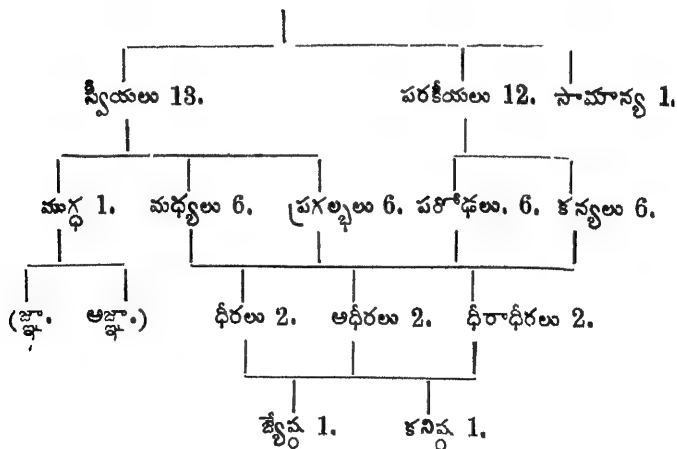 స్వీయలు 13. పరకీయలు 12. సామాన్య 1.
ముగ్ధ 1. మధ్యలు 6. ప్రగల్భలు 6. పరోఢలు. 6. కన్యలు 6.
(జ్ఞా. అజ్ఞా.) ధీరలు 2. అధీరలు 2. ధీరాధీరలు 2.
జ్యేష్ఠ 1. కనిష్ఠ 1.